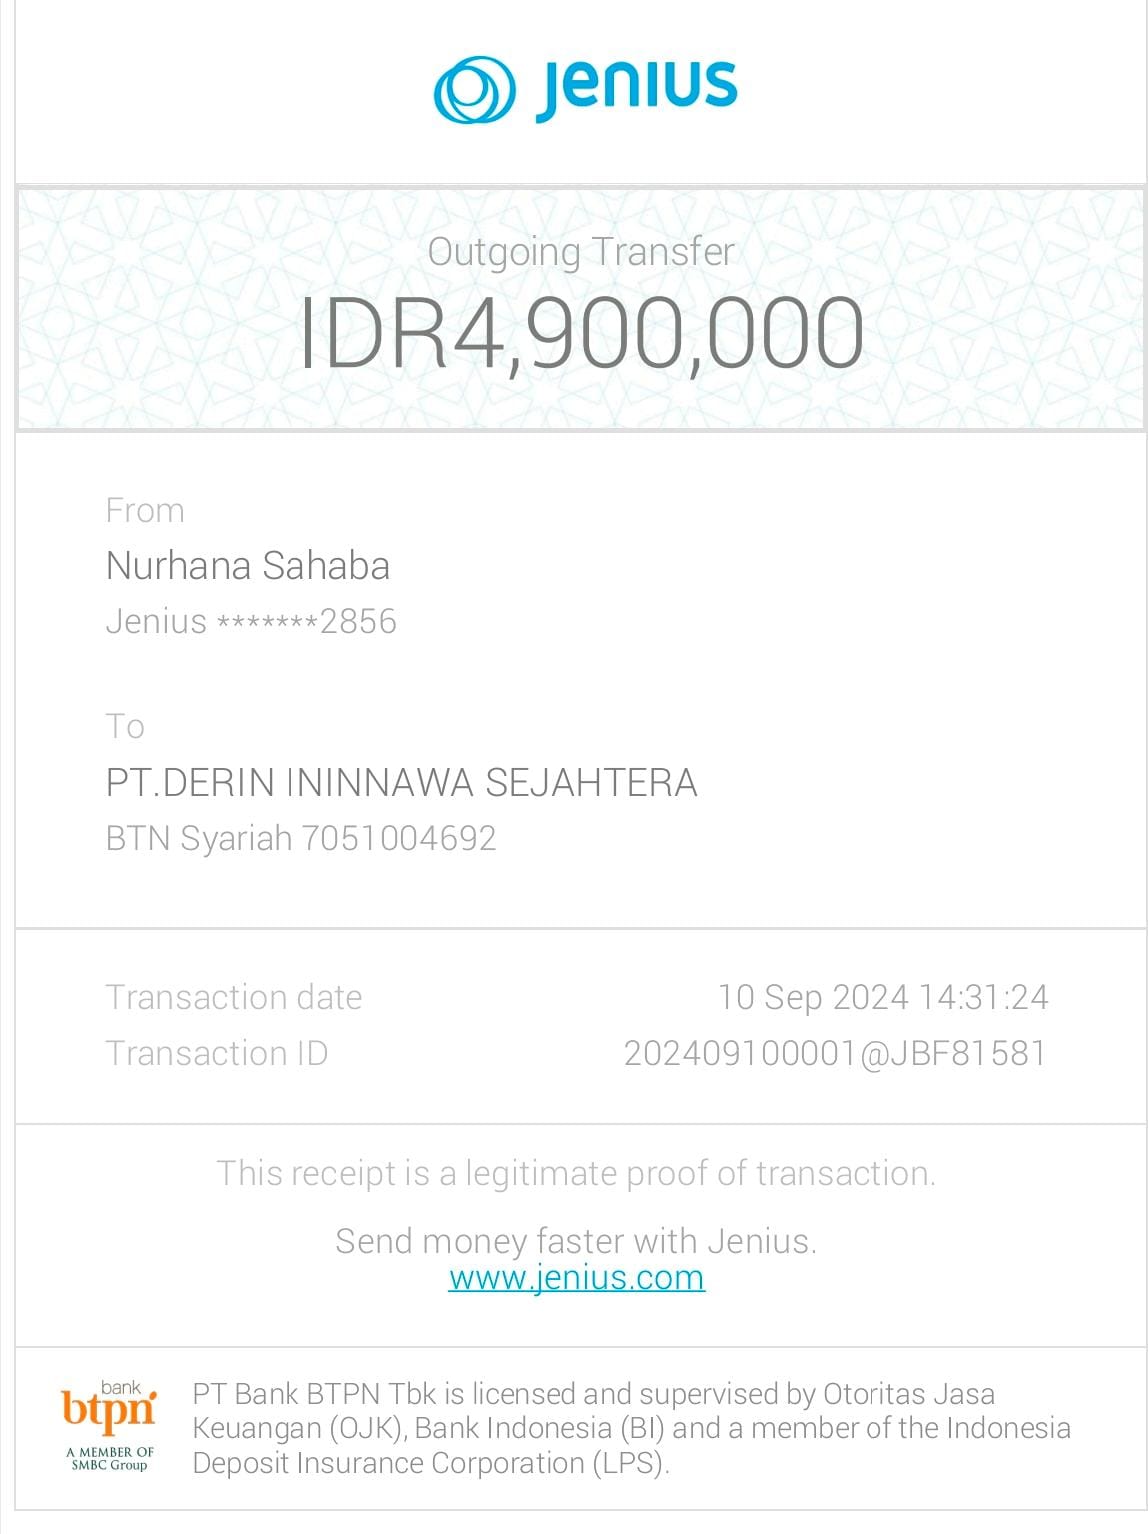 Jenius
Outgoing Transfer
IDR4,900,000
From
Nurhana Sahaba
Jenius *******2856
To
PT.DERIN ININNAWA SEJAHTERA
BTN Syariah 7051004692
Transaction date 10 Sep 2024 14:31:24
Transaction ID 202409100001@JBF81581
This receipt is a legitimate proof of transaction.
Send money faster with Jenius.
www.jenius.com
bank
btpn
A MEMBER OF
SMBC Group
PT Bank BTPN Tbk is licensed and supervised by Otoritas Jasa
Keuangan (OJK), Bank Indonesia (BI) and a member of the Indonesia
Deposit Insurance Corporation (LPS).